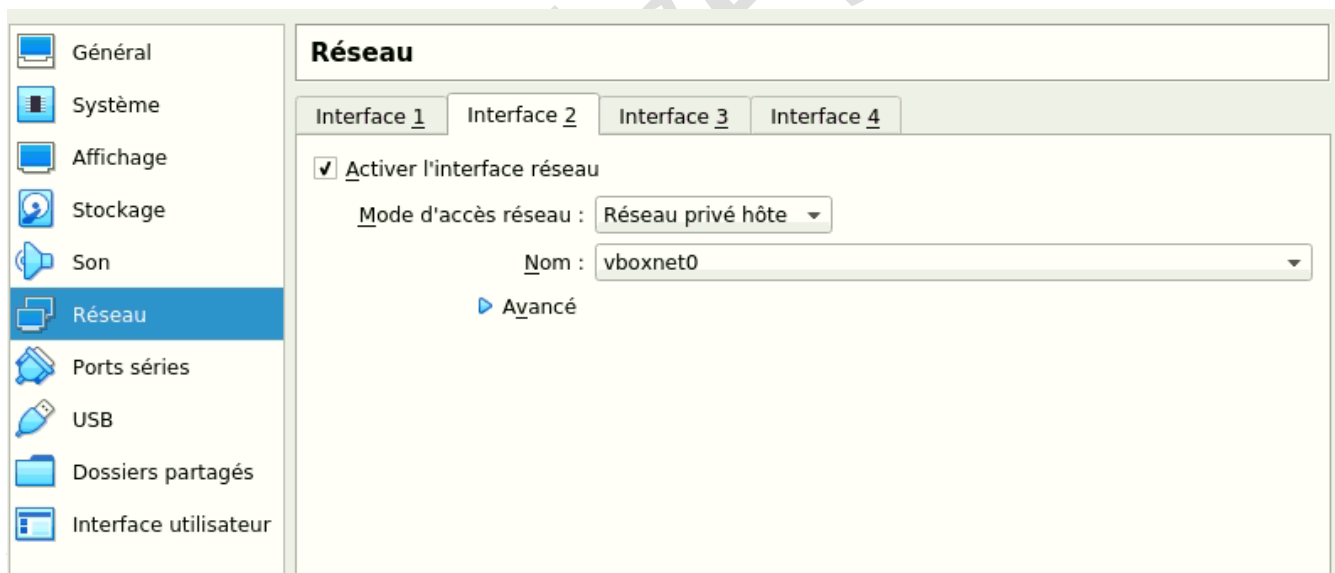 Général
Système
Affichage
Stockage
Son
Réseau
Ports séries
USB
Dossiers partagés
Interface utilisateur
Réseau
Interface 1 Interface 2 Interface 3 Interface 4
Activer l'interface réseau
Mode d'accès réseau : Réseau privé hôte
Nom : vboxnet0
Avancé